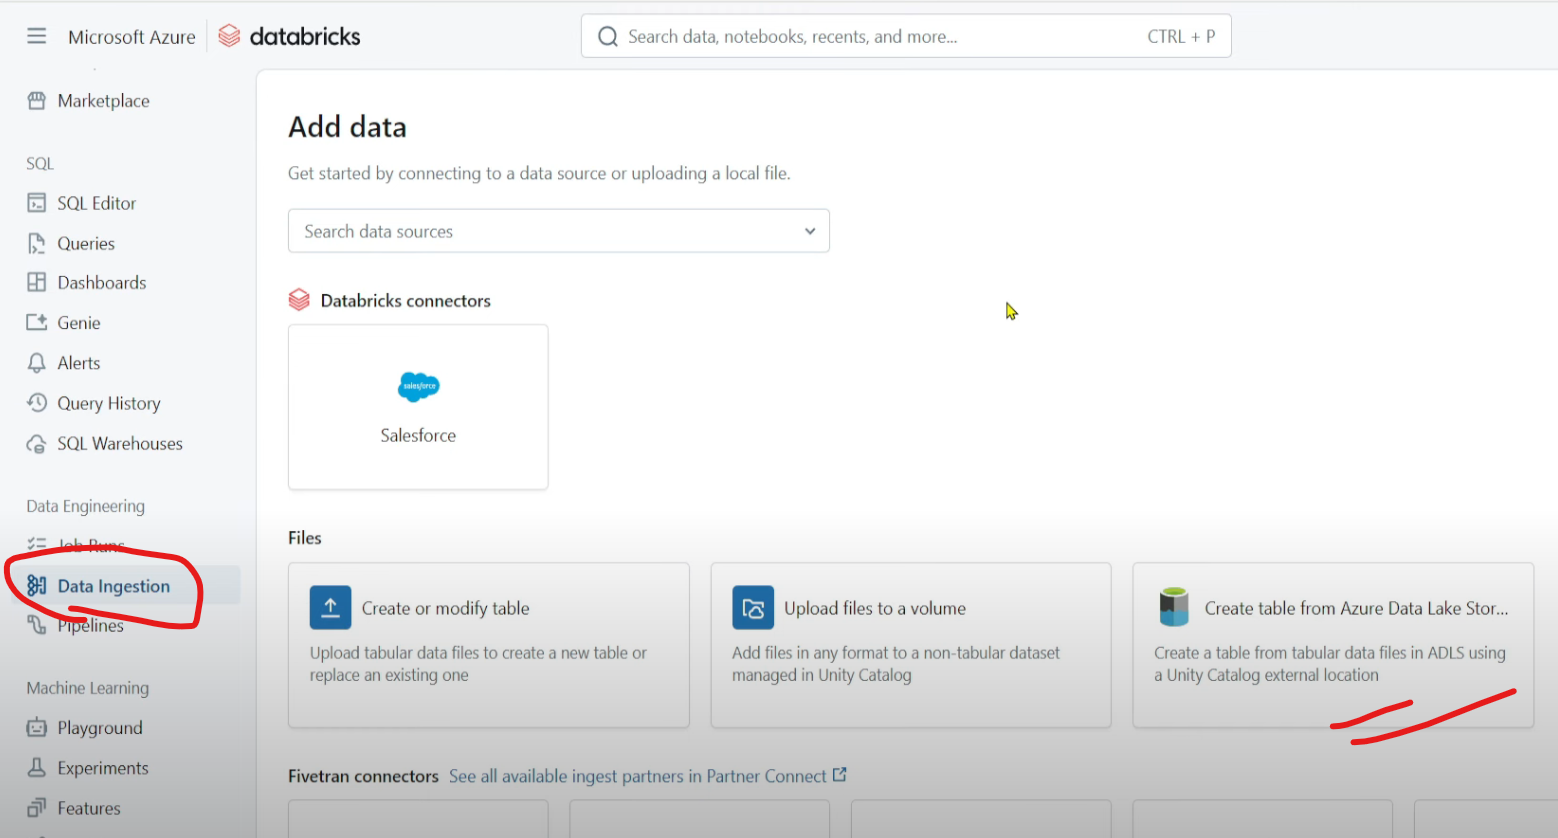 Microsoft Azure databricks Search data, notebooks, recents, and more... CTRL + P
Marketplace
SQL
SQL Editor
Queries
Dashboards
Genie
Alerts
Query History
SQL Warehouses
Data Engineering
Job Runs
Data Ingestion
Pipelines
Machine Learning
Playground
Experiments
Features
Add data
Get started by connecting to a data source or uploading a local file.
Search data sources
Databricks connectors
salesforce
Salesforce
Files
Create or modify table
Upload tabular data files to create a new table or
replace an existing one
Upload files to a volume
Add files in any format to a non-tabular dataset
managed in Unity Catalog
Create table from Azure Data Lake Stor...
Create a table from tabular data files in ADLS using
a Unity Catalog external location
Fivetran connectors See all available ingest partners in Partner Connect